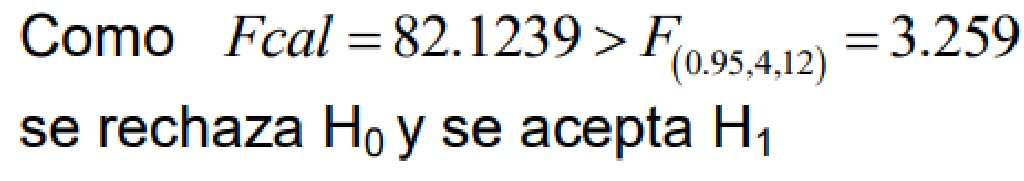 Como Fcal = 82.1239 > F(0.95,4,12) = 3.259
se rechaza H0 y se acepta H1